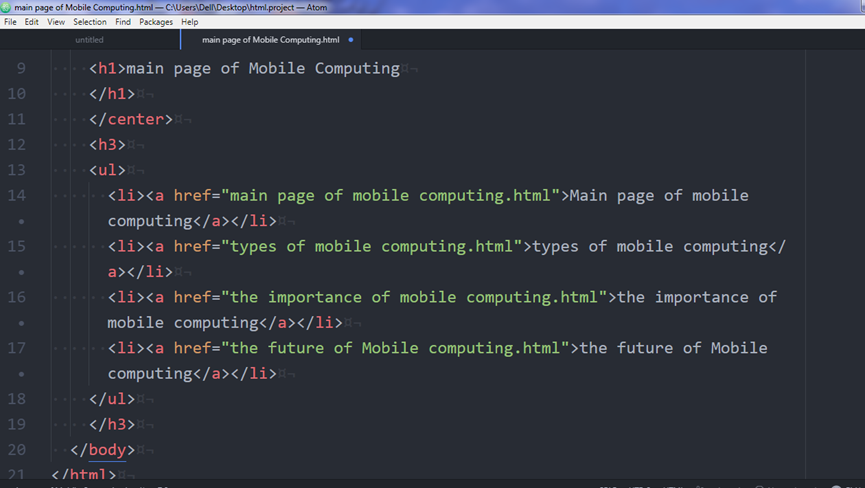 main page of Mobile Computing.html — C:\Users\Dell\Desktop\html.project — Atom
File Edit View Selection Find Packages Help
untitled main page of Mobile Computing.html
9 <h1>main page of Mobile Computing
10 </h1>
11 </center>
12 <h3>
13 <ul>
14 <li><a href="main page of mobile computing.html">Main page of mobile
computing</a></li>
15 <li><a href="types of mobile computing.html">types of mobile computing</
a></li>
16 <li><a href="the importance of mobile computing.html">the importance of
mobile computing</a></li>
17 <li><a href="the future of Mobile computing.html">the future of Mobile
computing</a></li>
18 </ul>
19 </h3>
20 </body>
21 </html>